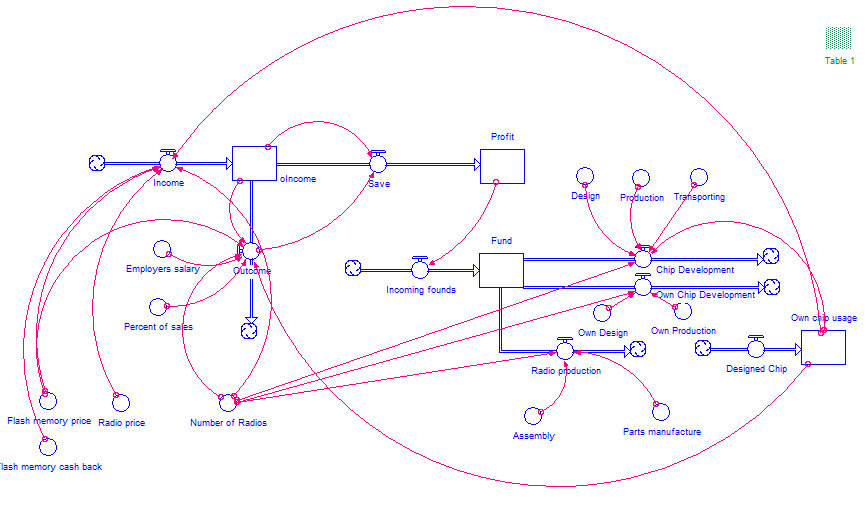 Table 1
Profit
Income
oIncome
Save
Design
Production
Transporting
Fund
Employers salary
Outcome
Incoming founds
Chip Development
Own Chip Development
Percent of sales
Own Design
Own Production
Own chip usage
Radio production
Designed Chip
Flash memory price
Radio price
Number of Radios
Assembly
Parts manufacture
lash memory cash back